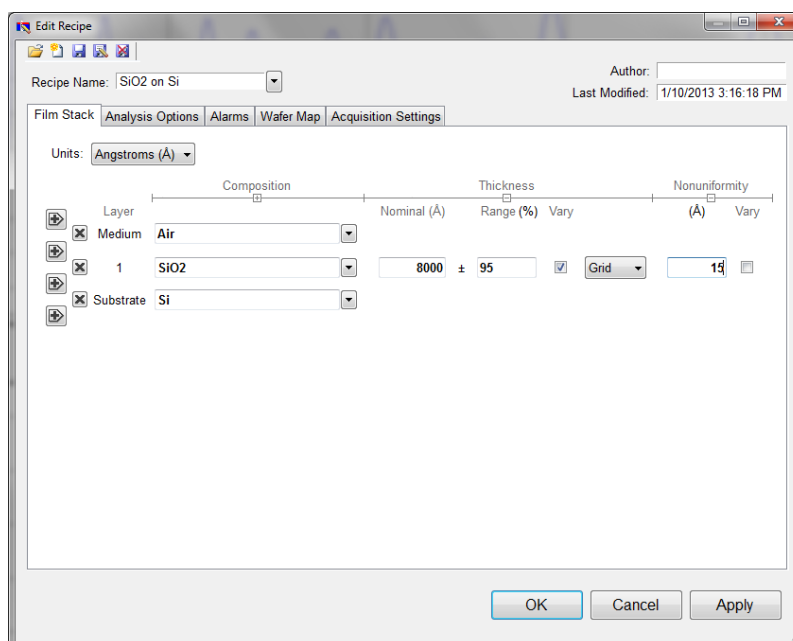 Edit Recipe
Recipe Name: SiO2 on Si
Author:
Last Modified: 1/10/2013 3:16:18 PM
Film Stack Analysis Options Alarms Wafer Map Acquisition Settings
Units: Angstroms (Å)
Composition Thickness Nonuniformity
Layer Nominal (Å) Range (%) Vary (Å) Vary
Medium Air
1 SiO2 8000 ± 95 Grid 15
Substrate Si
OK Cancel Apply